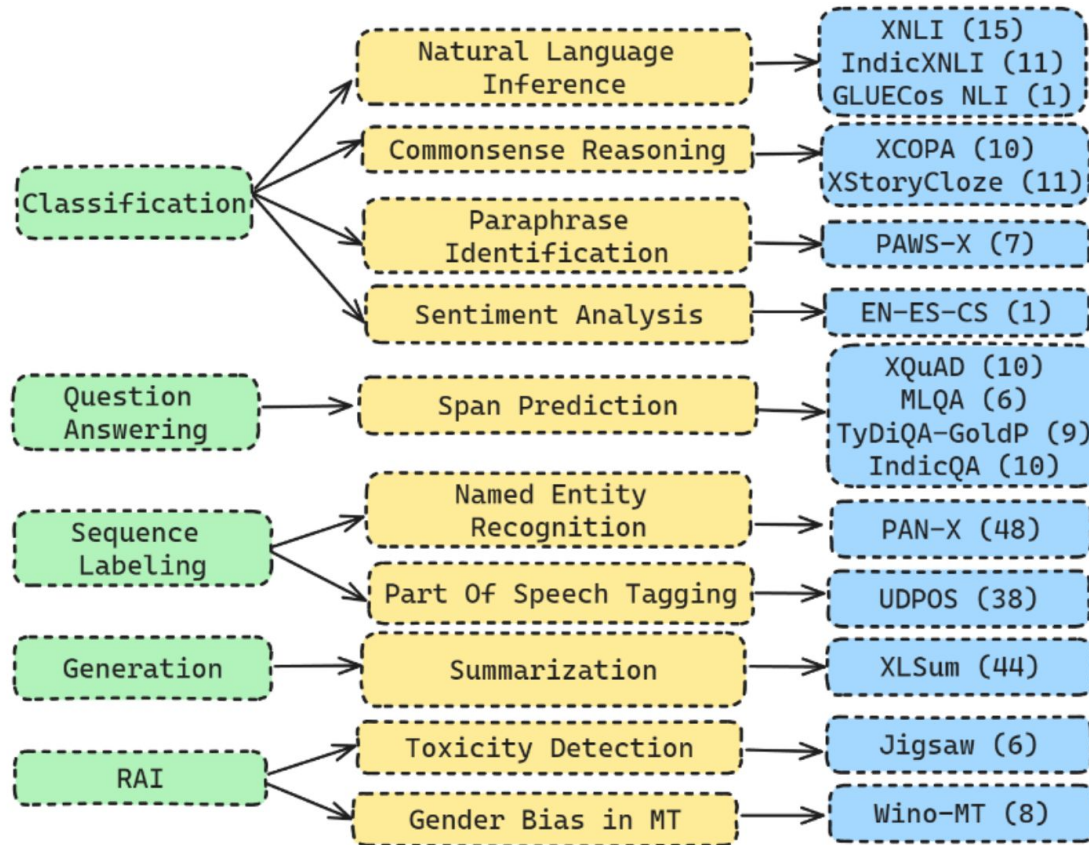 Classification
Natural Language
Inference
XNLI (15)
IndicXNLI (11)
GLUECos NLI (1)
Commonsense Reasoning
XCOPA (10)
XStoryCloze (11)
Paraphrase
Identification
PAWS-X (7)
Sentiment Analysis
EN-ES-CS (1)
Question
Answering
Span Prediction
XQuAD (10)
MLQA (6)
TyDiQA-GoldP (9)
IndicQA (10)
Sequence
Labeling
Named Entity
Recognition
PAN-X (48)
Part Of Speech Tagging
UDPOS (38)
Generation
Summarization
XLSum (44)
RAI
Toxicity Detection
Jigsaw (6)
Gender Bias in MT
Wino-MT (8)